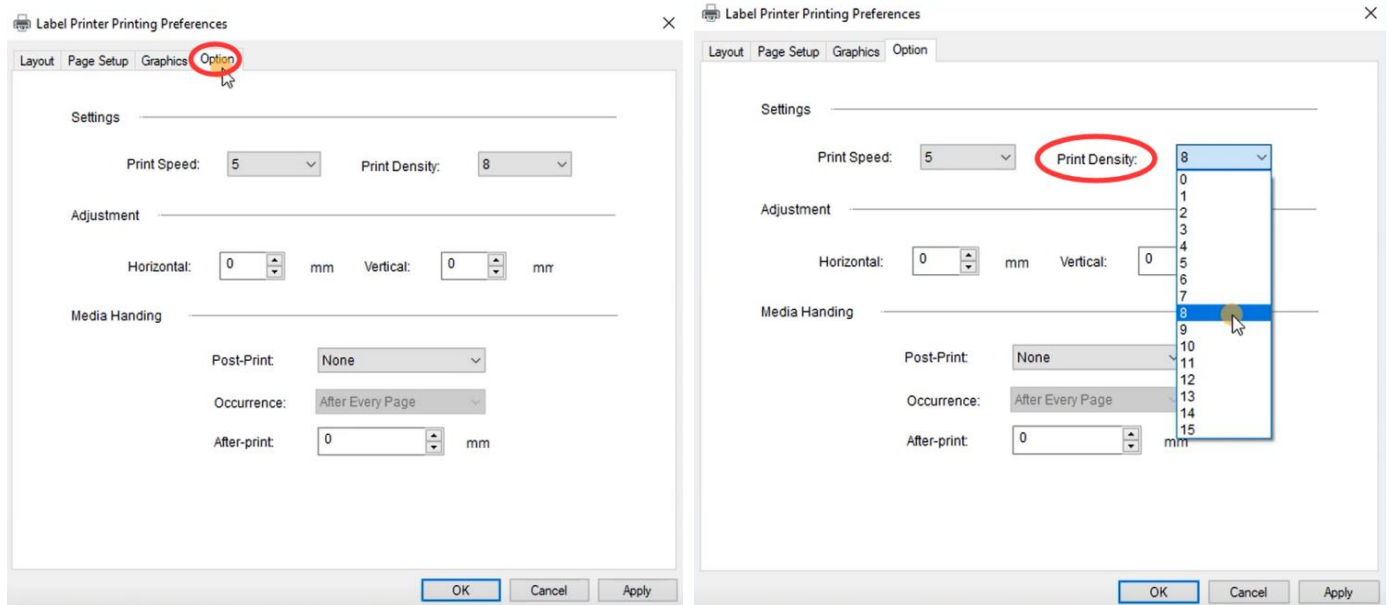 Label Printer Printing Preferences
Layout Page Setup Graphics Option
Settings
Print Speed: 5 Print Density: 8
Adjustment
Horizontal: 0 mm Vertical: 0 mm
Media Handing
Post-Print: None
Occurrence: After Every Page
After-print: 0 mm
OK Cancel Apply
Label Printer Printing Preferences
Layout Page Setup Graphics Option
Settings
Print Speed: 5 Print Density: 8
0
1
2
3
4
5
6
7
8
9
10
11
12
13
14
15
Adjustment
Horizontal: 0 mm Vertical: 0
Media Handing
Post-Print: None
Occurrence: After Every Page
After-print: 0 mm
OK Cancel Apply